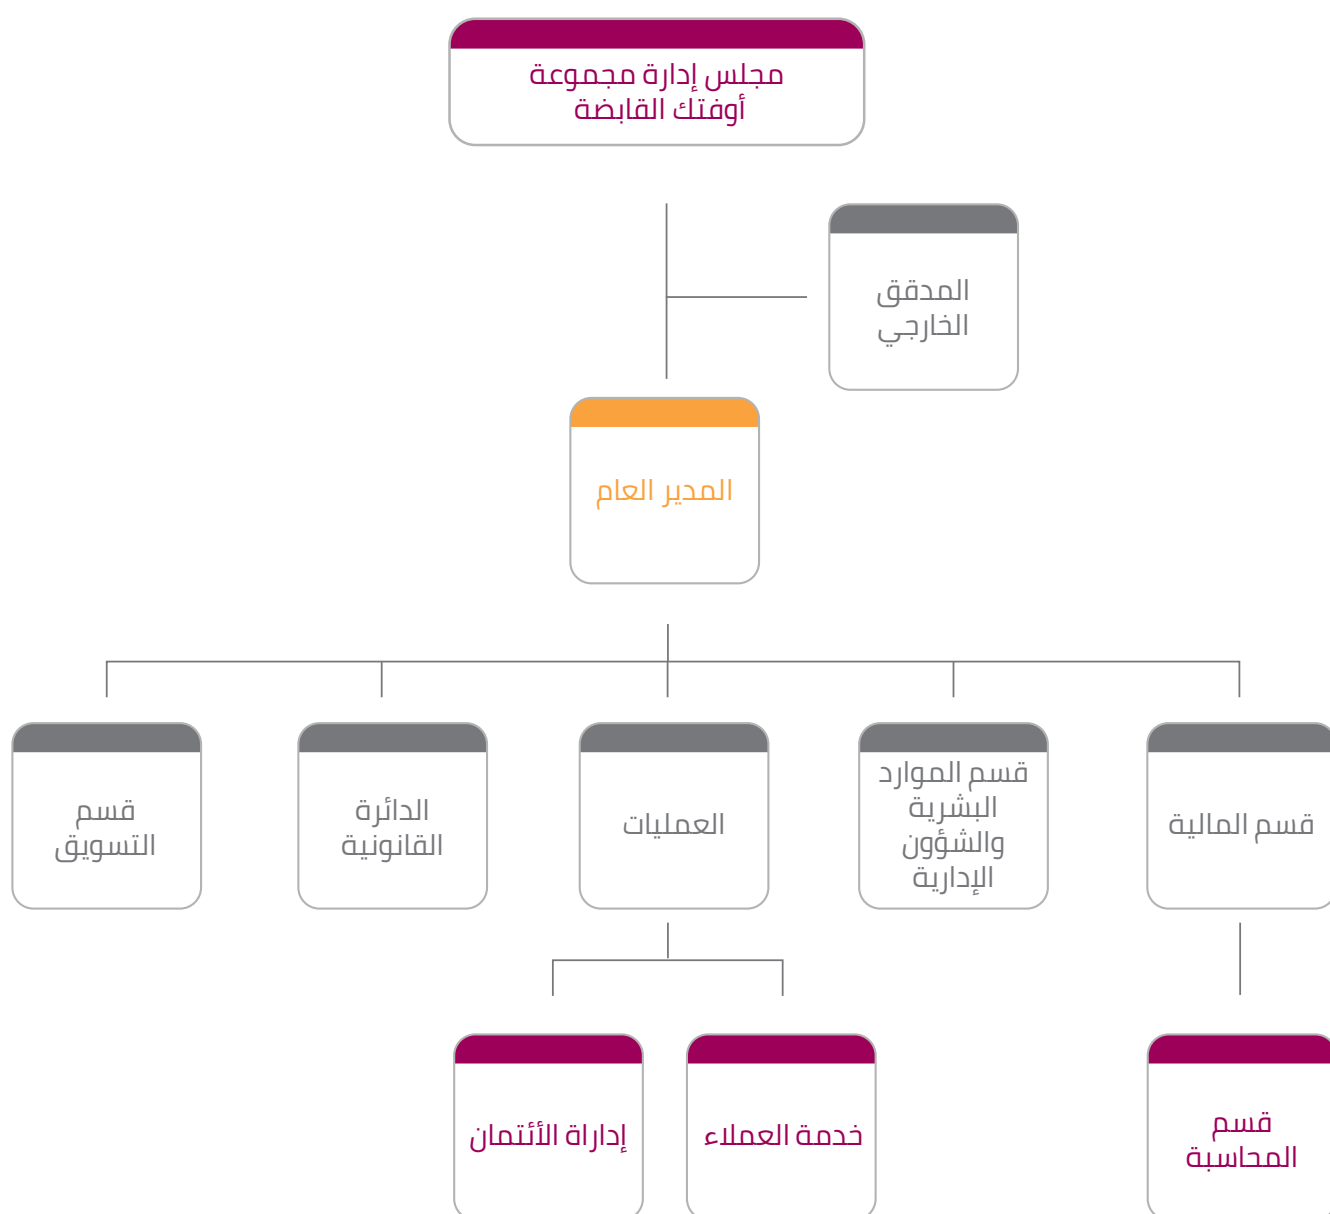 مجلس إدارة مجموعة
أوفتك القابضة
المدقق
الخارجي
المدير العام
قسم المالية
قسم الموارد
البشرية
والشؤون
الإدارية
العمليات
الدائرة
القانونية
قسم
التسويق
قسم
المحاسبة
خدمة العملاء
إداراة الأئتمان